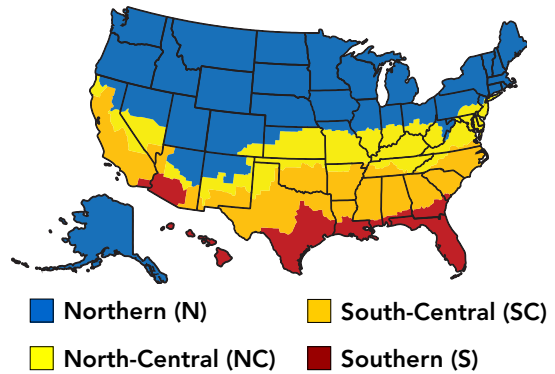 Northern (N)
South-Central (SC)
North-Central (NC)
Southern (S)